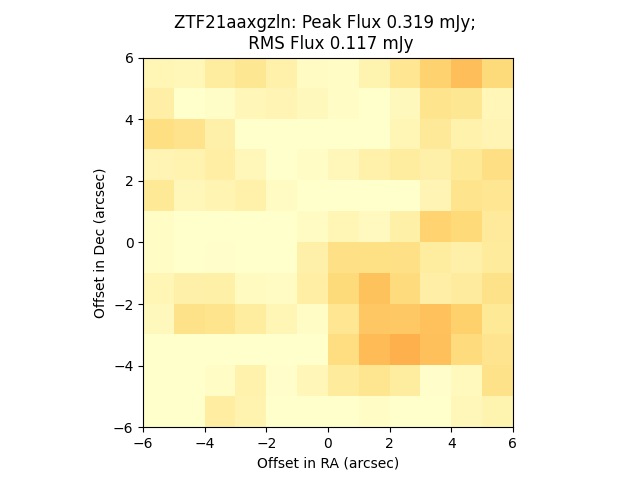 ZTF21aaxgzln: Peak Flux 0.319 mJy;
RMS Flux 0.117 mJy
6
4
2
0
−2
−4
−6
Offset in Dec (arcsec)
−6 −4 −2 0 2 4 6
Offset in RA (arcsec)